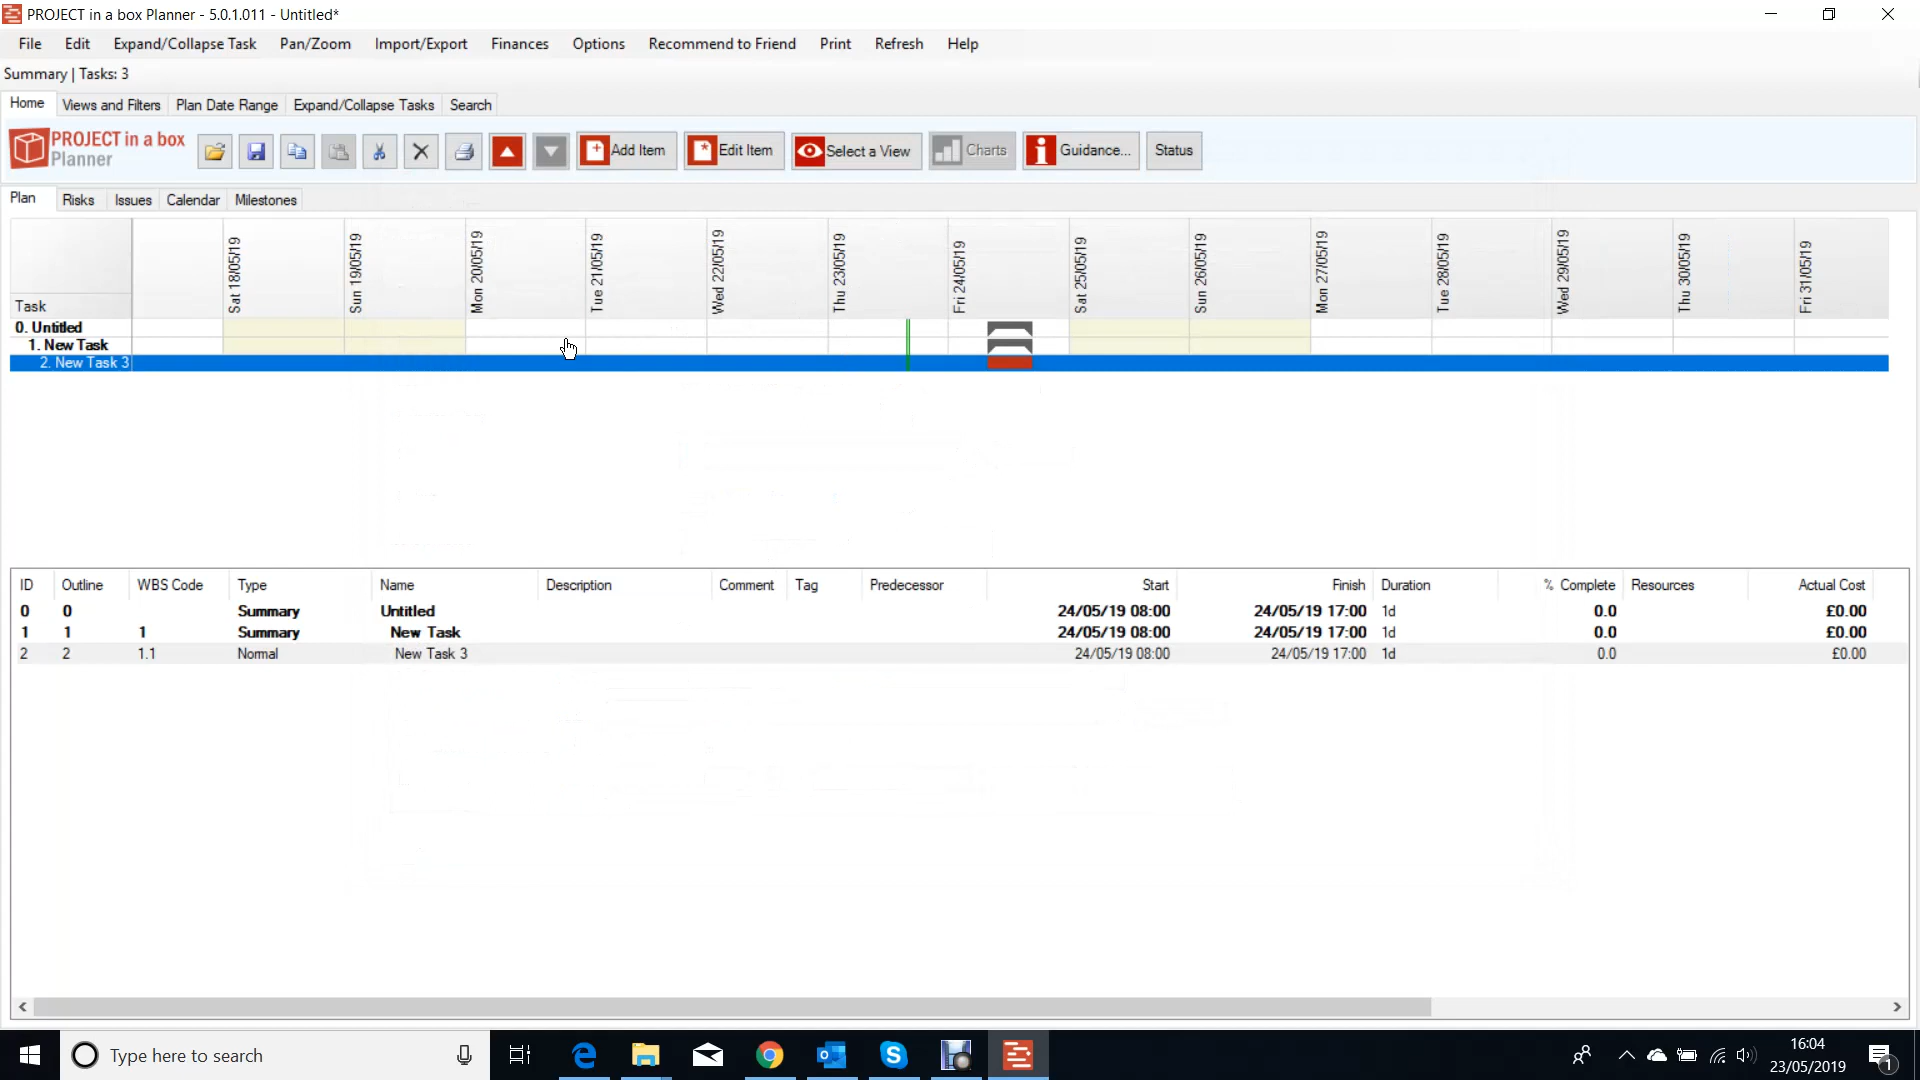 PROJECT in a box Planner - 5.0.1.011 - Untitled*
File Edit Expand/Collapse Task Pan/Zoom Import/Export Finances Options Recommend to Friend Print Refresh Help
Summary | Tasks: 3
Home Views and Filters Plan Date Range Expand/Collapse Tasks Search
PROJECT in a box
Planner
Add Item Edit Item Select a View Charts Guidance... Status
Plan Risks Issues Calendar Milestones
Sat 18/05/19 Sun 19/05/19 Mon 20/05/19 Tue 21/05/19 Wed 22/05/19 Thu 23/05/19 Fri 24/05/19 Sat 25/05/19 Sun 26/05/19 Mon 27/05/19 Tue 28/05/19 Wed 29/05/19 Thu 30/05/19 Fri 31/05/19
Task
0. Untitled
1. New Task
2. New Task 3
ID Outline WBS Code Type Name Description Comment Tag Predecessor Start Finish Duration % Complete Resources Actual Cost
0 0 Summary Untitled 24/05/19 08:00 24/05/19 17:00 1d 0.0 £0.00
1 1 1 Summary New Task 24/05/19 08:00 24/05/19 17:00 1d 0.0 £0.00
2 2 1.1 Normal New Task 3 24/05/19 08:00 24/05/19 17:00 1d 0.0 £0.00
Type here to search
16:04
23/05/2019
1